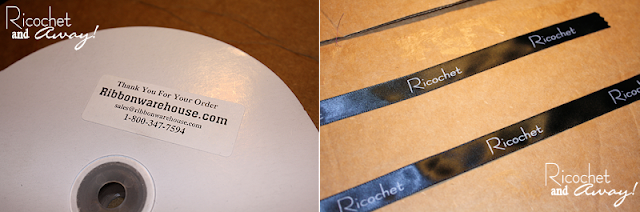 Ricochet
and Away!
Thank You For Your Order
Ribbonwarehouse.com
sales@ribbonwarehouse.com
1-800-347-7594
Ricochet
Ricochet
Ricochet
Ricochet
Ricochet
Ricochet
and Away!